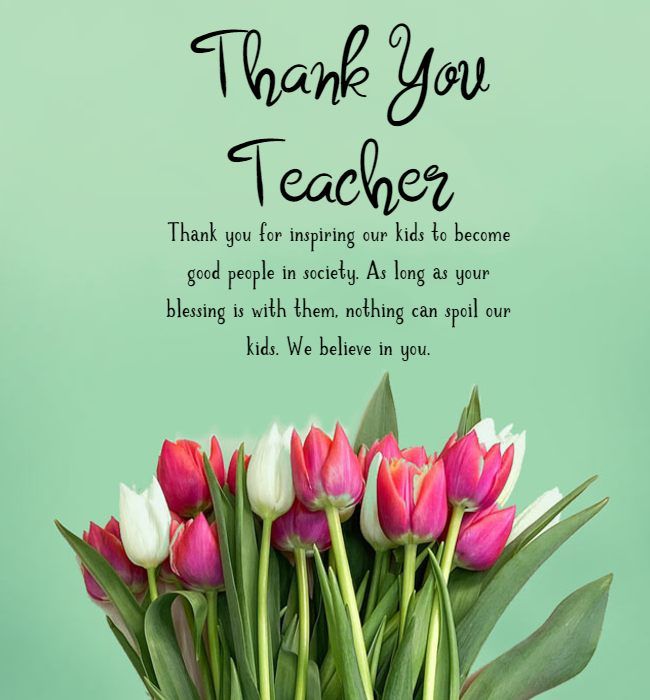 Thank You
Teacher
Thank you for inspiring our kids to become
good people in society. As long as your
blessing is with them, nothing can spoil our
kids. We believe in you.